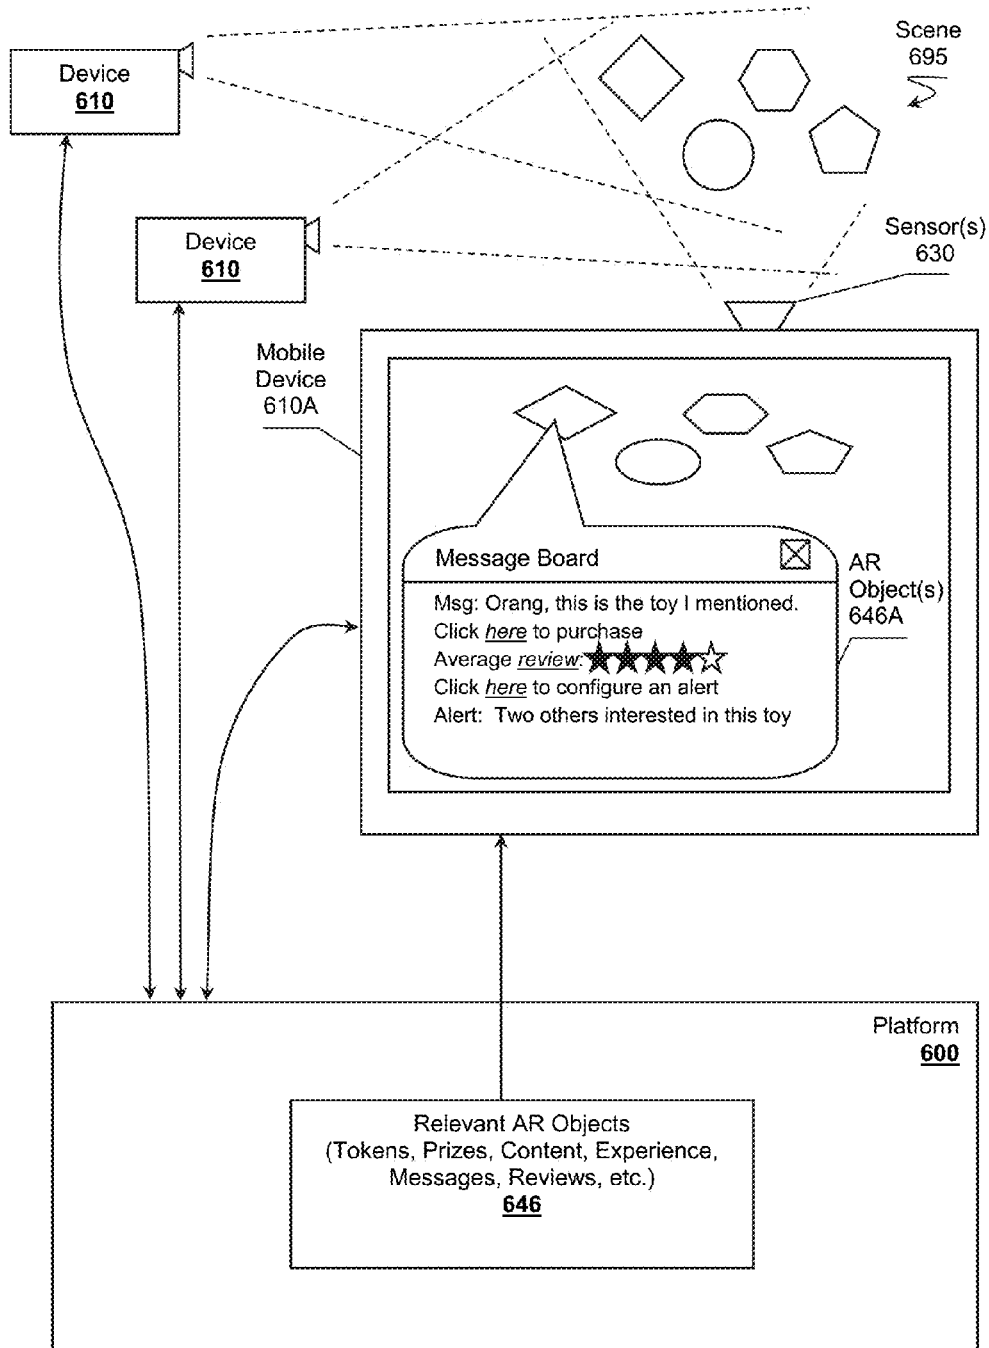 Scene
695
Device
610
Device
610
Sensor(s)
630
Mobile
Device
610A
Message Board
AR
Object(s)
646A
Msg: Orang, this is the toy I mentioned.
Click here to purchase
Average review:
Click here to configure an alert
Alert: Two others interested in this toy
Platform
600
Relevant AR Objects
(Tokens, Prizes, Content, Experience,
Messages, Reviews, etc.)
646